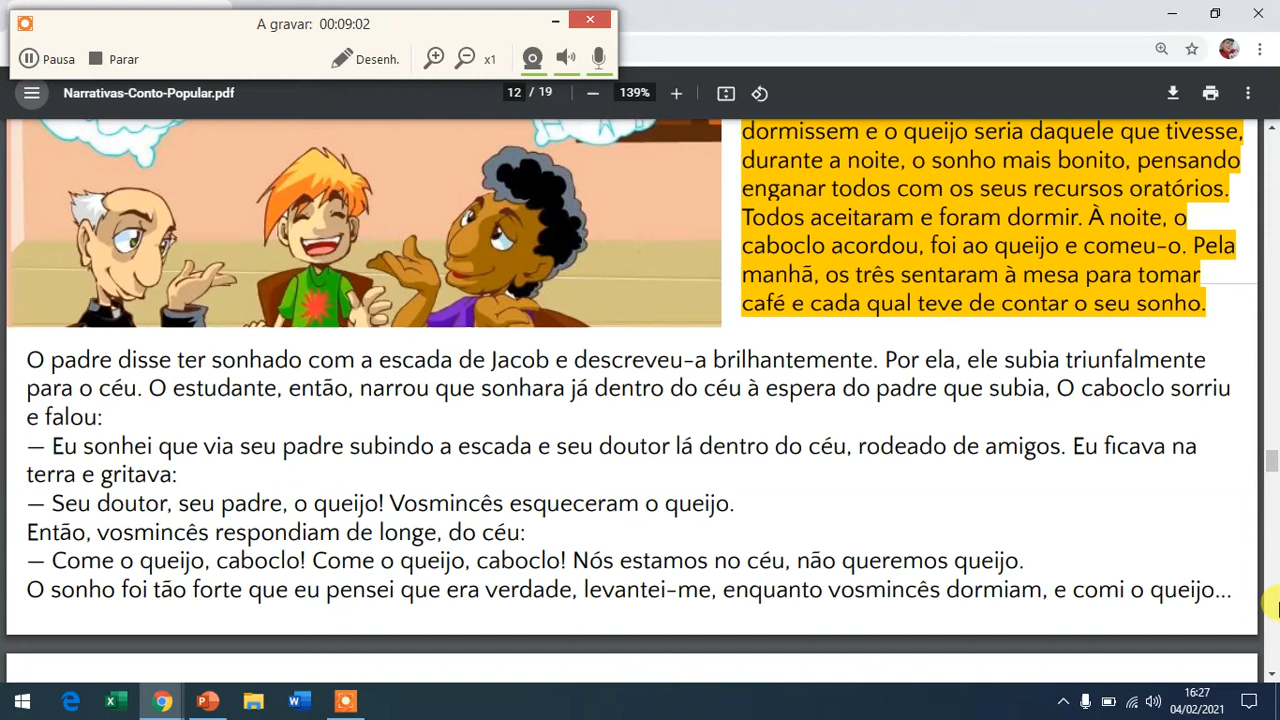 A gravar: 00:09:02
Pausa
Parar
Desenh.
x1
Narrativas-Conto-Popular.pdf
12 / 19
139%
dormissem e o queijo seria daquele que tivesse,
durante a noite, o sonho mais bonito, pensando
enganar todos com os seus recursos oratórios.
Todos aceitaram e foram dormir. À noite, o
caboclo acordou, foi ao queijo e comeu-o. Pela
manhã, os três sentaram à mesa para tomar
café e cada qual teve de contar o seu sonho.
O padre disse ter sonhado com a escada de Jacob e descreveu-a brilhantemente. Por ela, ele subia triunfalmente
para o céu. O estudante, então, narrou que sonhara já dentro do céu à espera do padre que subia, O caboclo sorriu
e falou:
— Eu sonhei que via seu padre subindo a escada e seu doutor lá dentro do céu, rodeado de amigos. Eu ficava na
terra e gritava:
— Seu doutor, seu padre, o queijo! Vosmincês esqueceram o queijo.
Então, vosmincês respondiam de longe, do céu:
— Come o queijo, caboclo! Come o queijo, caboclo! Nós estamos no céu, não queremos queijo.
O sonho foi tão forte que eu pensei que era verdade, levantei-me, enquanto vosmincês dormiam, e comi o queijo...
16:27
04/02/2021